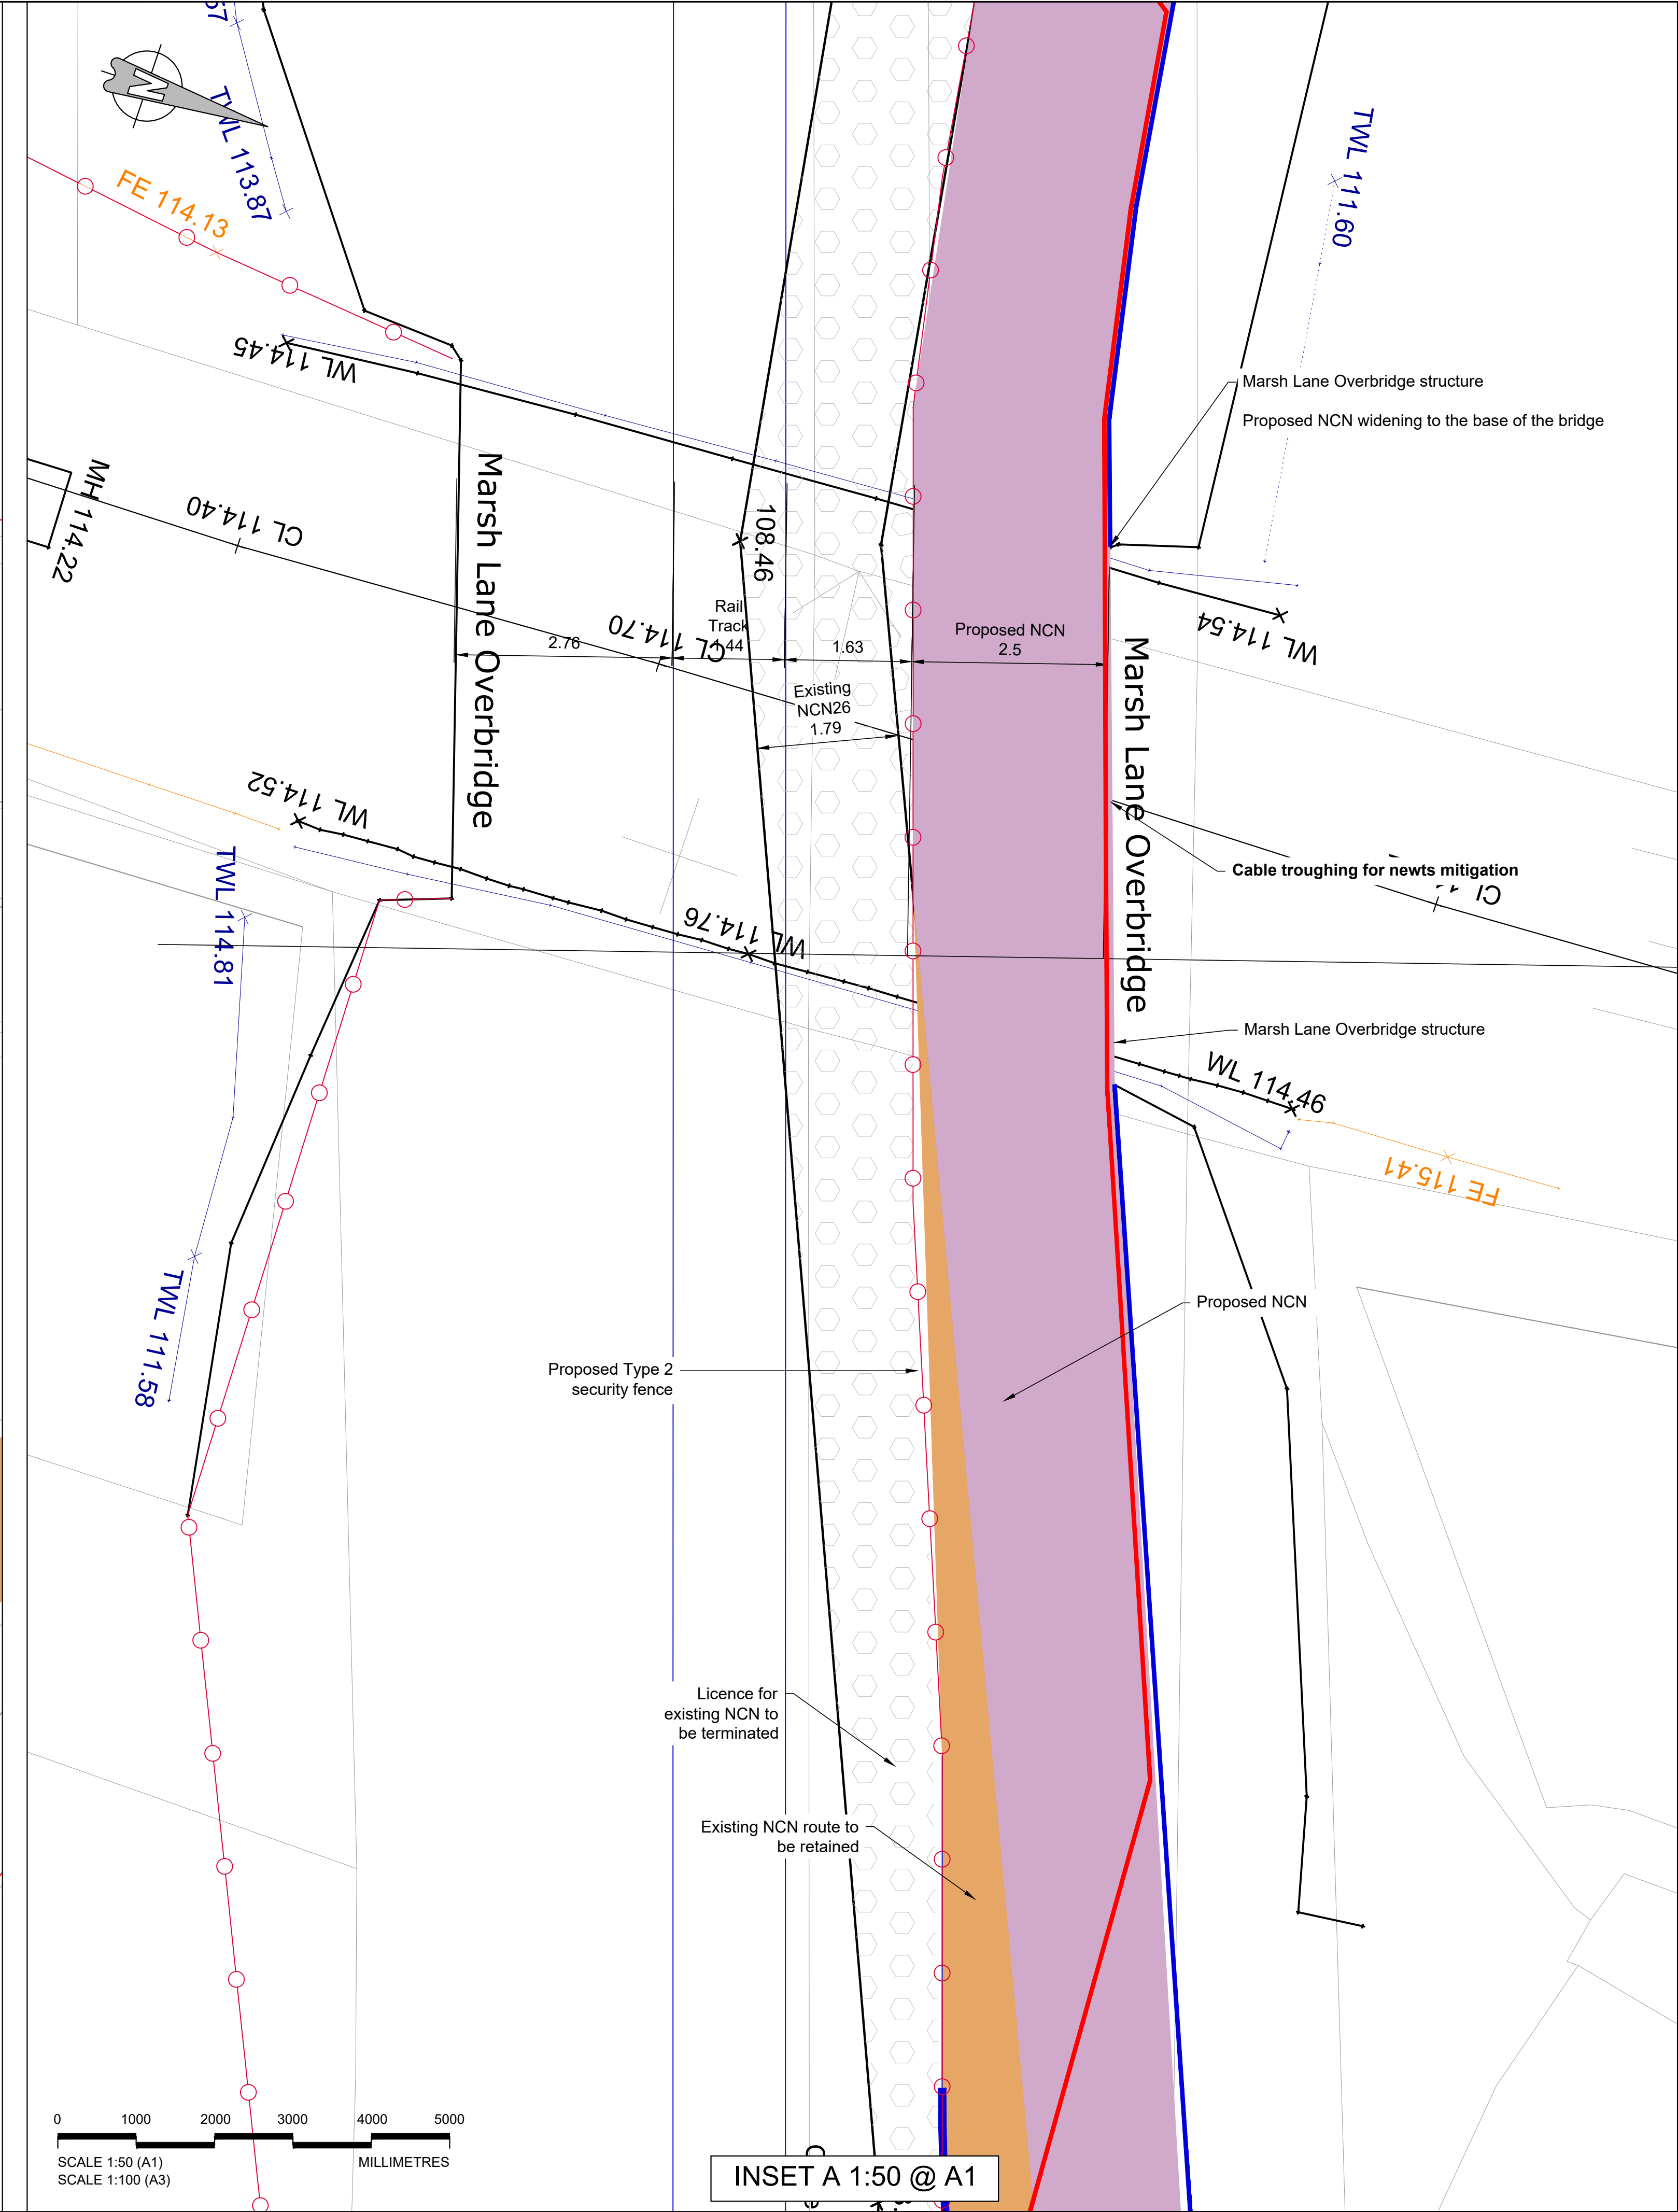 57
N
TWL 113.87
FE 114.13
TWL 111.60
WL 114.45
Marsh Lane Overbridge structure
Proposed NCN widening to the base of the bridge
MH 114.22
CL 114.40
Marsh Lane Overbridge
108.46
Rail
Track
1.44
CL 114.70
2.76
1.63
Proposed NCN
2.5
WL 114.54
Existing
NCN26
1.79
Marsh Lane Overbridge
WL 114.52
Cable troughing for newts mitigation
TWL 114.81
WL 114.76
Marsh Lane Overbridge structure
WL 114.46
FE 115.41
TWL 111.58
Proposed NCN
Proposed Type 2
security fence
Licence for
existing NCN to
be terminated
Existing NCN route to
be retained
0 1000 2000 3000 4000 5000
SCALE 1:50 (A1) MILLIMETRES
SCALE 1:100 (A3)
INSET A 1:50 @ A1